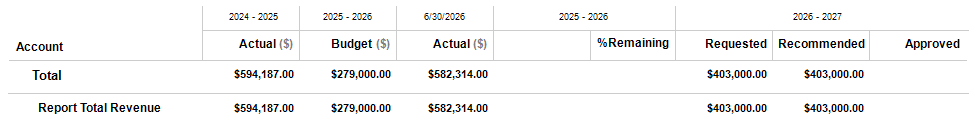 2024 - 2025 2025 - 2026 6/30/2026 2025 - 2026 2026 - 2027
Account Actual ($) Budget ($) Actual ($) %Remaining Requested Recommended Approved
Total $594,187.00 $279,000.00 $582,314.00 $403,000.00 $403,000.00
Report Total Revenue $594,187.00 $279,000.00 $582,314.00 $403,000.00 $403,000.00